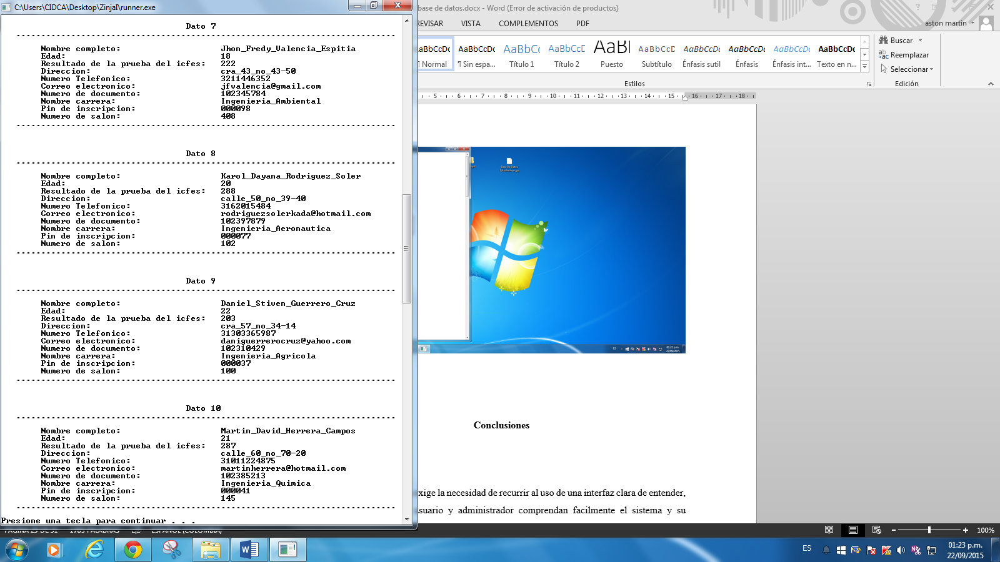 C:\Users\CIDCA\Desktop\ZinjaI\runner.exe
Dato 7
Nombre completo: Jhon_Fredy_Valencia_Espitia
Edad: 18
Resultado de la prueba del icfes: 222
Direccion: cra_43_no_43-50
Numero Telefonico: 3211446352
Correo electronico: jfvalencia@gmail.com
Numero de documento: 102345784
Nombre carrera: Ingenieria_Ambiental
Pin de inscripcion: 000098
Numero de salon: 408
Dato 8
Nombre completo: Karol_Dayana_Rodriguez_Soler
Edad: 20
Resultado de la prueba del icfes: 288
Direccion: calle_50_no_39-40
Numero Telefonico: 3162015484
Correo electronico: rodriguezsolerkada@hotmail.com
Numero de documento: 102397879
Nombre carrera: Ingenieria_Aeronautica
Pin de inscripcion: 000077
Numero de salon: 102
Dato 9
Nombre completo: Daniel_Stiven_Guerrero_Cruz
Edad: 22
Resultado de la prueba del icfes: 203
Direccion: cra_57_no_34-14
Numero Telefonico: 31303365987
Correo electronico: daniguerrerocruz@yahoo.com
Numero de documento: 102310429
Nombre carrera: Ingenieria_Agricola
Pin de inscripcion: 000037
Numero de salon: 100
Dato 10
Nombre completo: Martin_David_Herrera_Campos
Edad: 21
Resultado de la prueba del icfes: 287
Direccion: calle_60_no_70-20
Numero Telefonico: 31011224875
Correo electronico: martinherrera@hotmail.com
Numero de documento: 102385213
Nombre carrera: Ingenieria_Quimica
Pin de inscripcion: 000041
Numero de salon: 145
Presione una tecla para continuar . . .
base de datos.docx - Word (Error de activación de productos)
REVISAR VISTA COMPLEMENTOS PDF
aston martin
AaBbCcDc AaBbCcDc AaBbCc AaBbCcD AaBl AaBbCcD AaBbCcDc AaBbCcDc AaBbCcDc AaBbCcDc
¶ Normal ¶ Sin espa... Título 1 Título 2 Puesto Subtítulo Énfasis sutil Énfasis Énfasis int... Texto en n...
Estilos
Buscar
Reemplazar
Seleccionar
Edición
5 6 7 8 9 10 11 12 13 14 15 16 17 18
Conclusiones
xige la necesidad de recurrir al uso de una interfaz clara de entender,
suario y administrador comprendan facilmente el sistema y su
PÁGINA 25 DE 31 1785 PALABRAS ESPAÑOL (COLOMBIA)
100%
ES
01:23 p.m.
22/09/2015